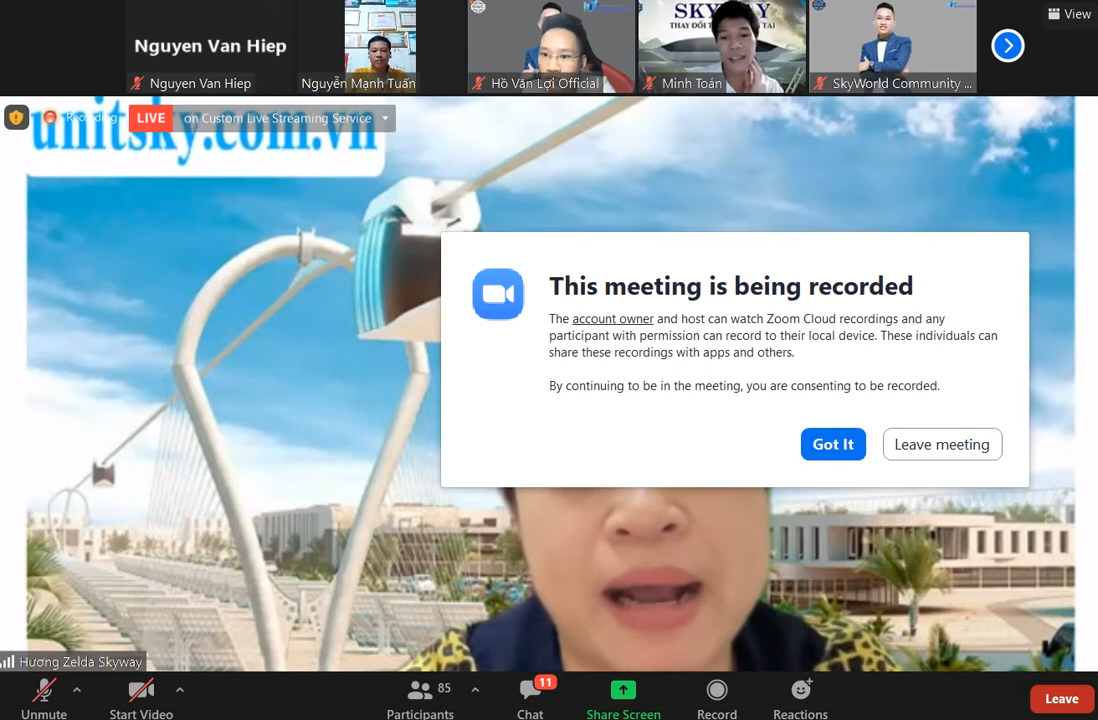 Nguyen Van Hiep
Nguyen Van Hiep
Nguyễn Mạnh Tuấn
Hồ Văn Lợi Official
SKYWAY
THAY ĐỔI
TẠI
Minh Toán
SkyWorld Community ...
View
unitsky.com.vn
Recording
LIVE on Custom Live Streaming Service
This meeting is being recorded
The account owner and host can watch Zoom Cloud recordings and any
participant with permission can record to their local device. These individuals can
share these recordings with apps and others.
By continuing to be in the meeting, you are consenting to be recorded.
Got It
Leave meeting
Hương Zelda Skyway
Unmute
Start Video
85
Participants
11
Chat
Share Screen
Record
Reactions
Leave